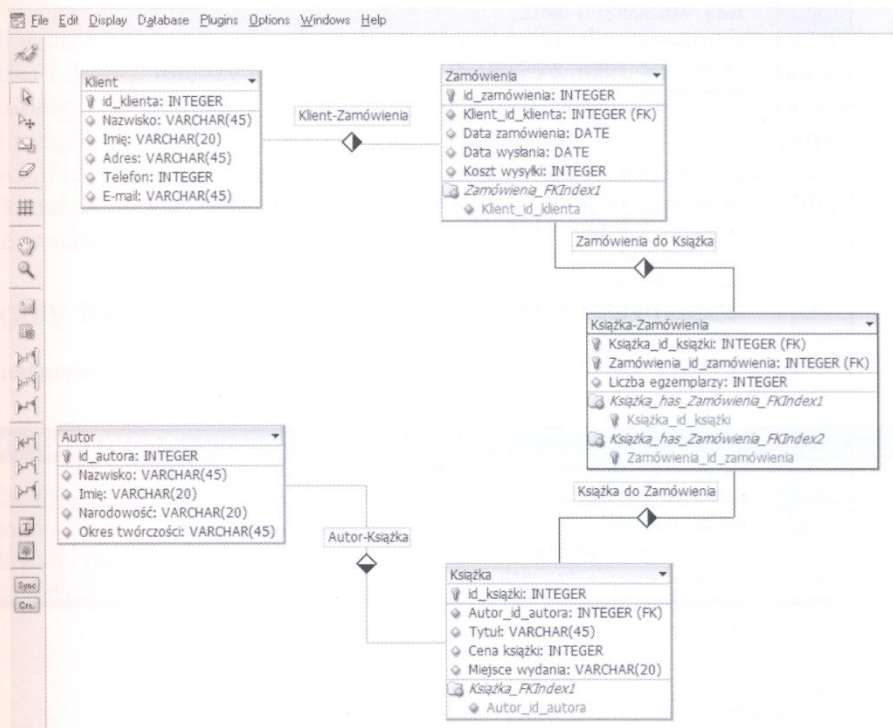 File Edit Display Database Plugins Options Windows Help
Klient
id_klienta: INTEGER
Nazwisko: VARCHAR(45)
Imię: VARCHAR(20)
Adres: VARCHAR(45)
Telefon: INTEGER
E-mail: VARCHAR(45)
Klient-Zamówienia
Zamówienia
id_zamówienia: INTEGER
Klient_id_klienta: INTEGER (FK)
Data zamówienia: DATE
Data wysłania: DATE
Koszt wysyłki: INTEGER
Zamówienia_FKIndex1
Klient_id_klienta
Zamówienia do Książka
Książka-Zamówienia
Książka_id_książki: INTEGER (FK)
Zamówienia_id_zamówienia: INTEGER (FK)
Liczba egzemplarzy: INTEGER
Książka_has_Zamówienia_FKIndex1
Książka_id_książki
Książka_has_Zamówienia_FKIndex2
Zamówienia_id_zamówienia
Autor
id_autora: INTEGER
Nazwisko: VARCHAR(45)
Imię: VARCHAR(20)
Narodowość: VARCHAR(20)
Okres twórczości: VARCHAR(45)
Książka do Zamówienia
Autor-Książka
Książka
id_książki: INTEGER
Autor_id_autora: INTEGER (FK)
Tytuł: VARCHAR(45)
Cena książki: INTEGER
Miejsce wydania: VARCHAR(20)
Książka_FKIndex1
Autor_id_autora
Sync